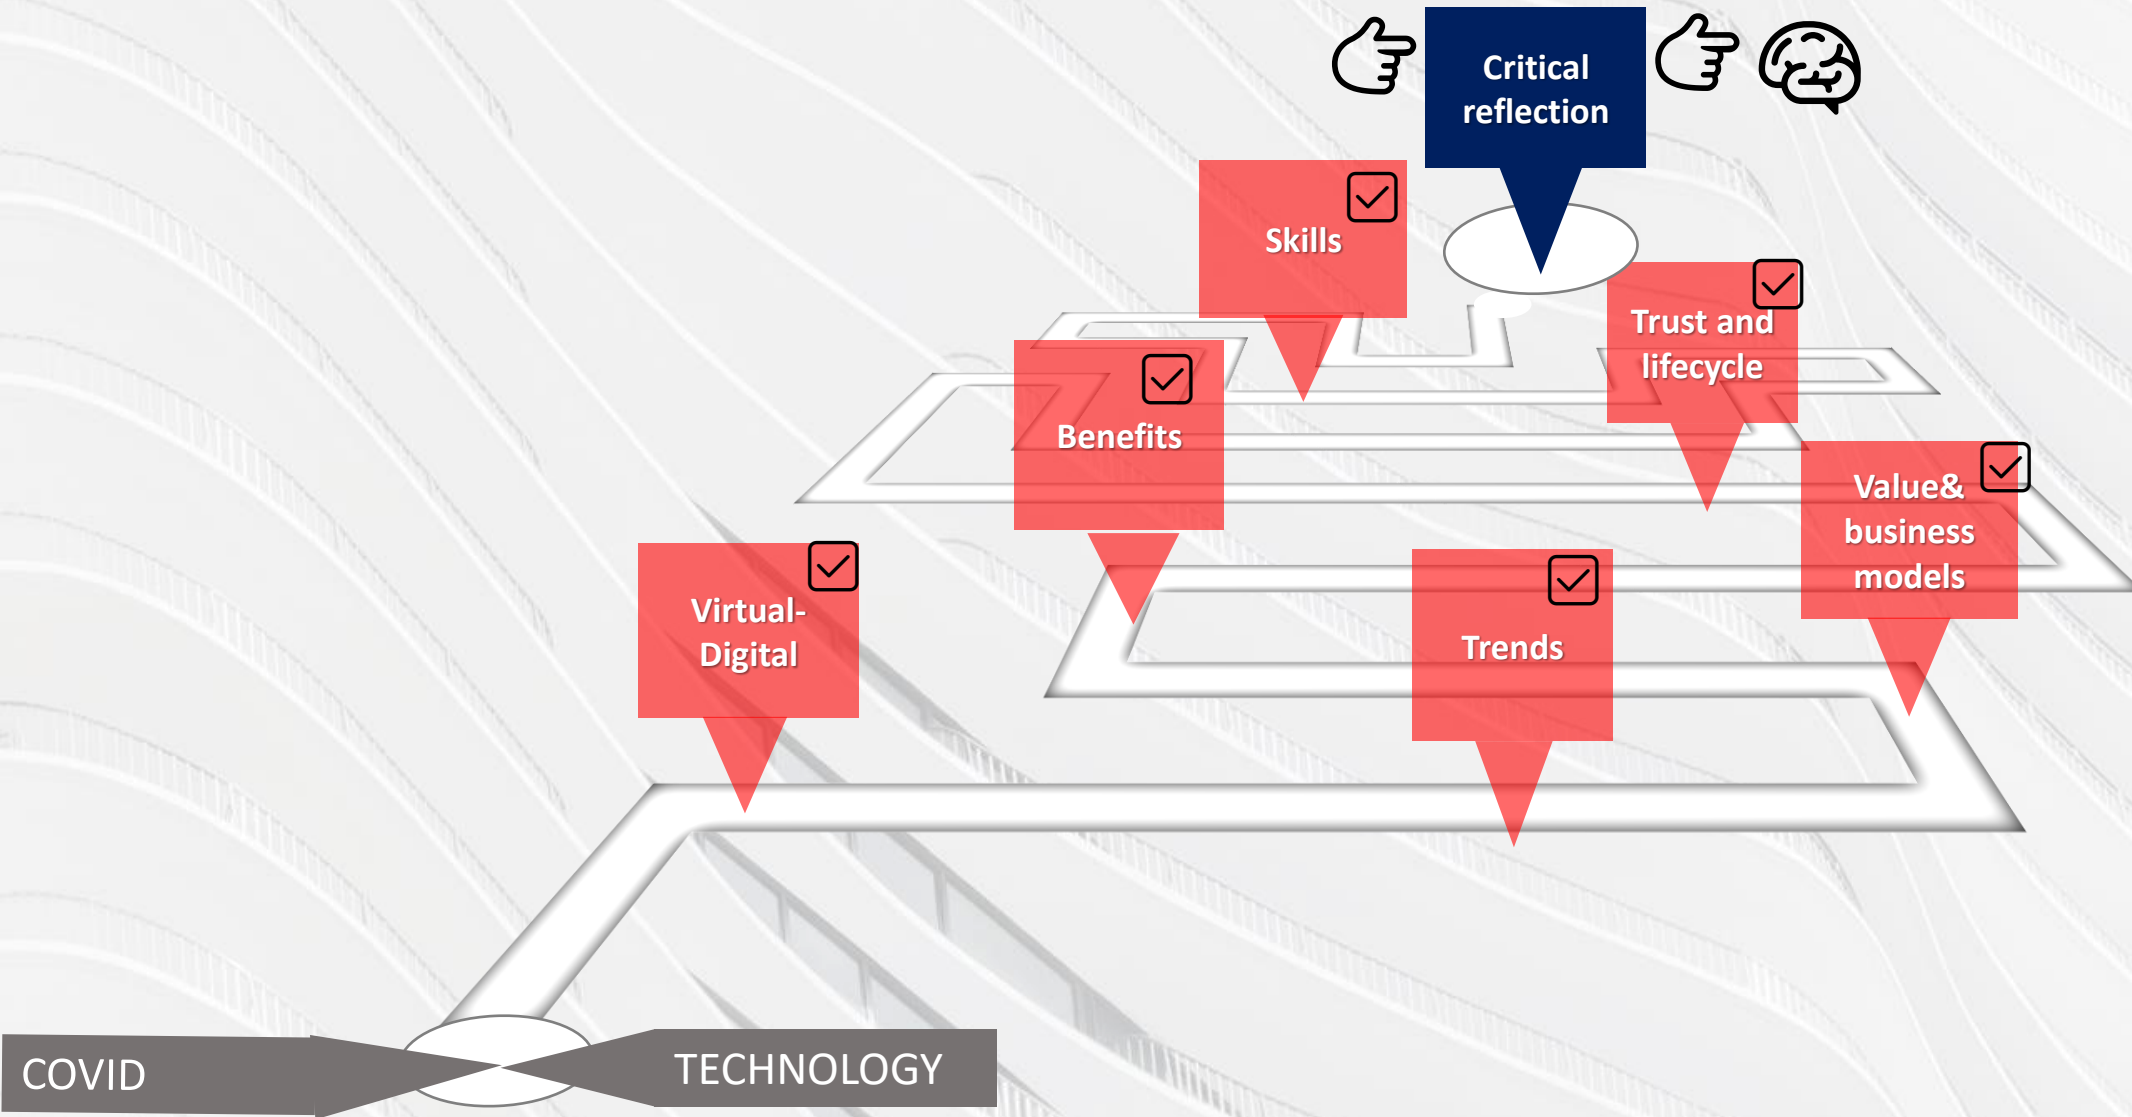 Critical
reflection
Skills
Trust and
lifecycle
Benefits
Value&
business
models
Virtual-
Digital
Trends
COVID
TECHNOLOGY